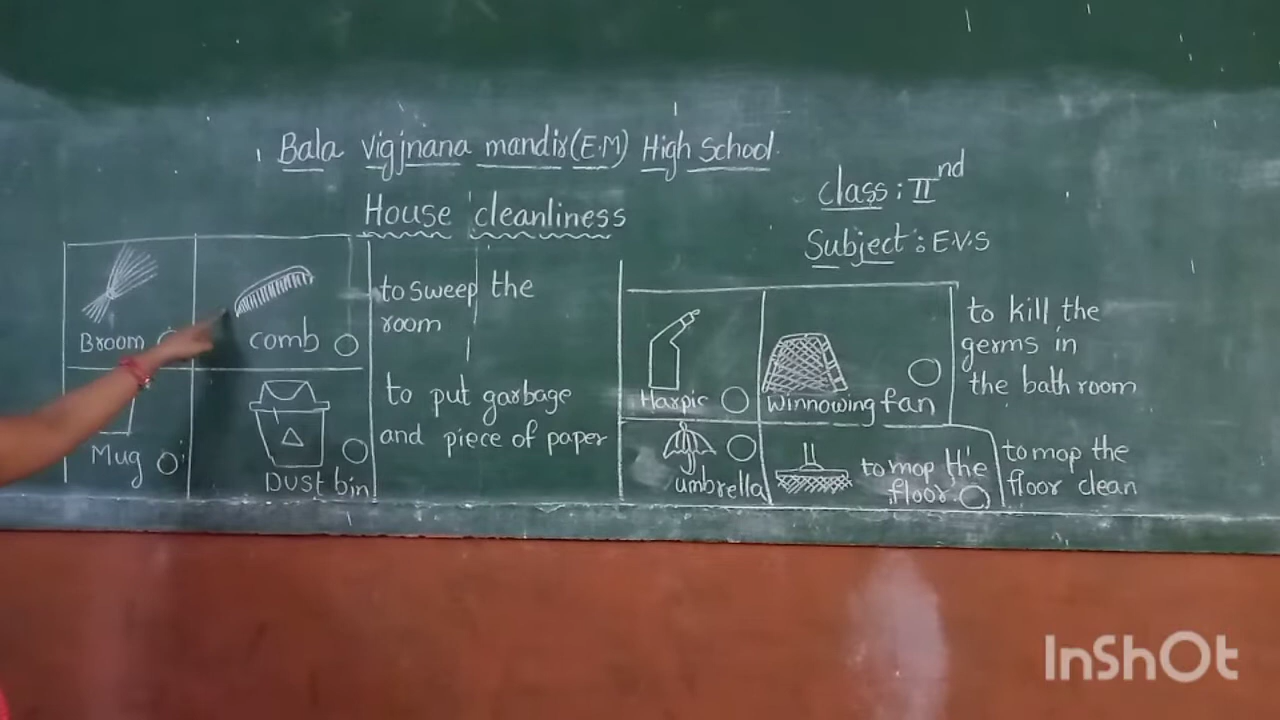 Bala Vigjnana mandir(E.M) High School.
class : II nd
House cleanliness
Subject : E.V.S
Broom
comb
to sweep the
room
Mug
Dust bin
to put garbage
and piece of paper
Harpic
Winnowing fan
to kill the
germs in
the bath room
umbrella
to mop the
floor.
to mop the
floor clean
InShOt